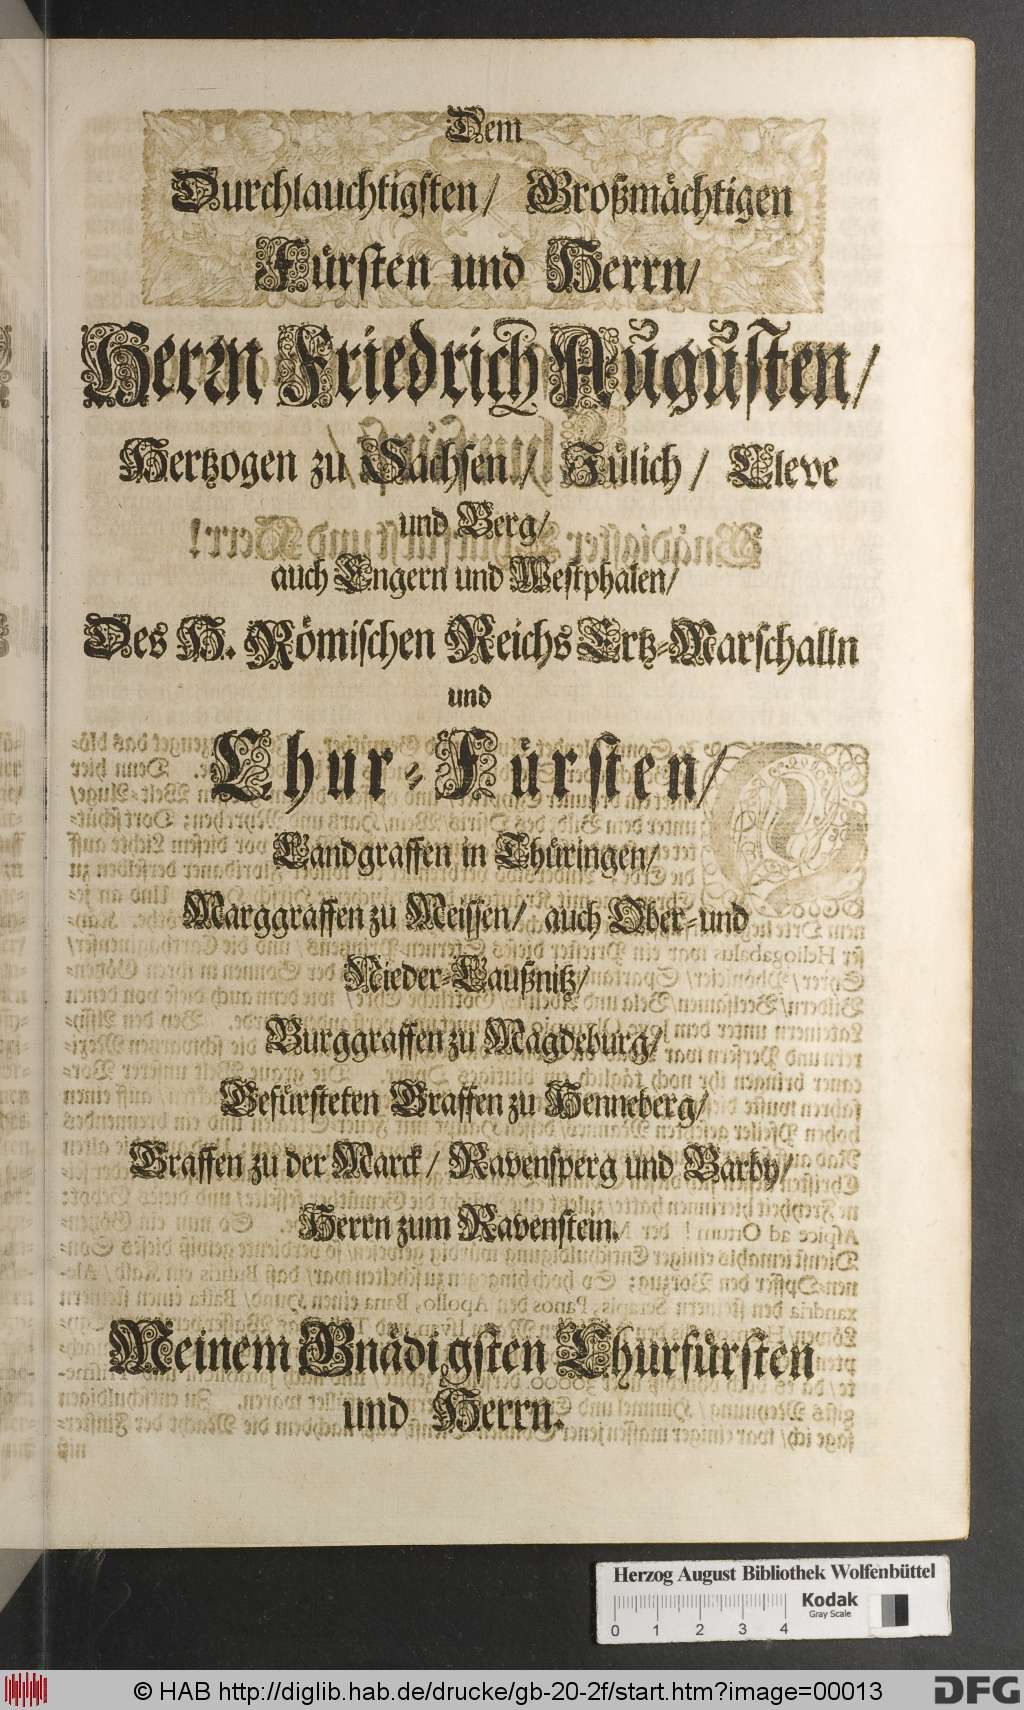 Dem
Durchlauchtigsten/ Großmächtigen
Fürsten und Herrn/
Herrn Friedrich Augusten/
Hertzogen zu Sachsen/ Jülich/ Cleve
und Berg/
auch Engern und Westphalen/
Des H. Römischen Reichs Ertz-Marschalln
und
Chur-Fürsten/
Landgraffen in Thüringen/
Marggraffen zu Meissen/ auch Ober- und
Nieder-Laußnitz/
Burggraffen zu Magdeburg/
Gefürsteten Graffen zu Henneberg/
Graffen zu der Marck/ Ravensperg und Barby/
Herrn zum Ravenstein.
Meinem Gnädigsten Churfürsten
und Herrn.
Herzog August Bibliothek Wolfenbüttel
Kodak
Gray Scale
0 1 2 3 4
© HAB http://diglib.hab.de/drucke/gb-20-2f/start.htm?image=00013
DFG